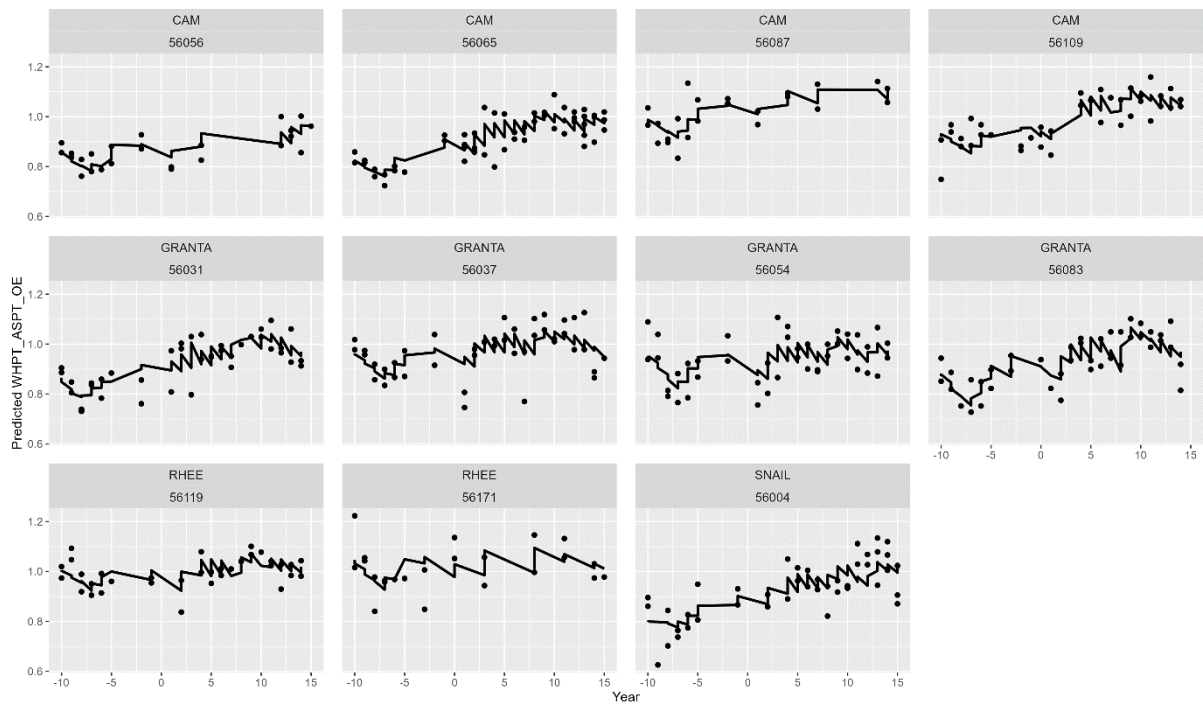 CAM CAM CAM CAM
56056 56065 56087 56109
1.2
1.0
0.8
0.6
GRANTA GRANTA GRANTA GRANTA
56031 56037 56054 56083
1.2
1.0
0.8
0.6
-10 -5 0 5 10 15
RHEE RHEE SNAIL
56119 56171 56004
1.2
1.0
0.8
0.6
-10 -5 0 5 10 15 -10 -5 0 5 10 15 -10 -5 0 5 10 15
Year
Predicted WHPT_ASPT_OE